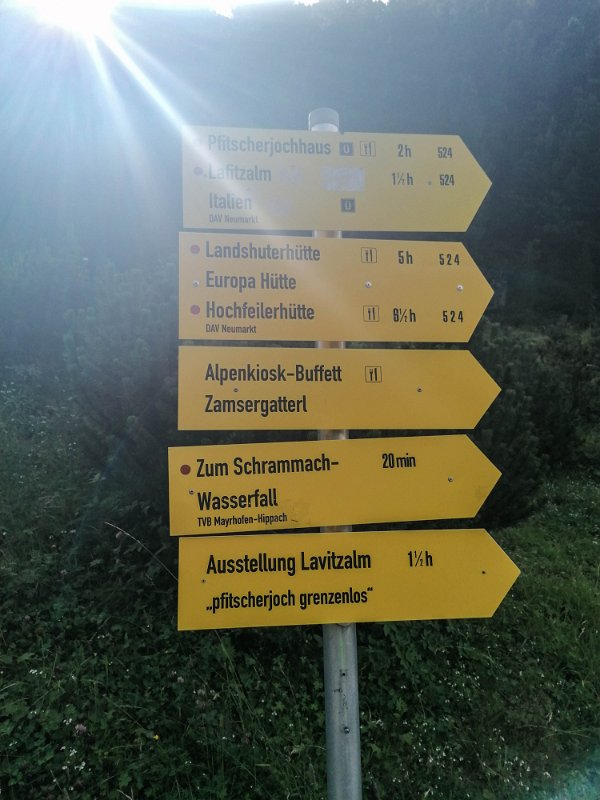 Pfitscherjochhaus Ü 2h 524
Lafitzalm 1½h 524
Italien Ü
DAV Neumarkt
Landshuterhütte 5h 524
Europa Hütte
Hochfeilerhütte 6½h 524
DAV Neumarkt
Alpenkiosk-Buffett
Zamsergatterl
Zum Schrammach- 20min
Wasserfall
TVB Mayrhofen-Hippach
Ausstellung Lavitzalm 1½h
„pfitscherjoch grenzenlos“